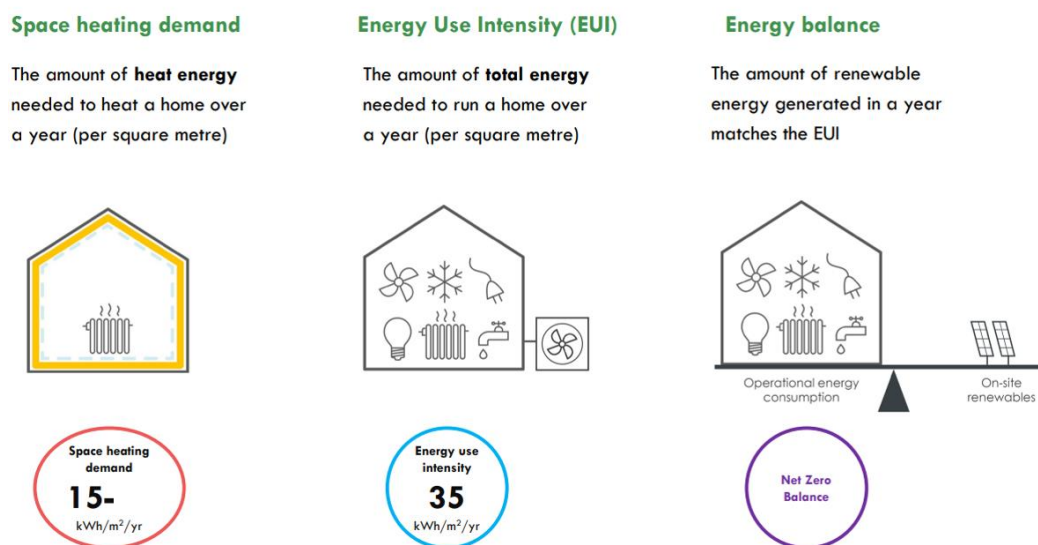 Space heating demand
The amount of heat energy
needed to heat a home over
a year (per square metre)
Space heating
demand
15-
kWh/m²/yr
Energy Use Intensity (EUI)
The amount of total energy
needed to run a home over
a year (per square metre)
Energy use
intensity
35
kWh/m²/yr
Energy balance
The amount of renewable
energy generated in a year
matches the EUI
Operational energy
consumption
On-site
renewables
Net Zero
Balance